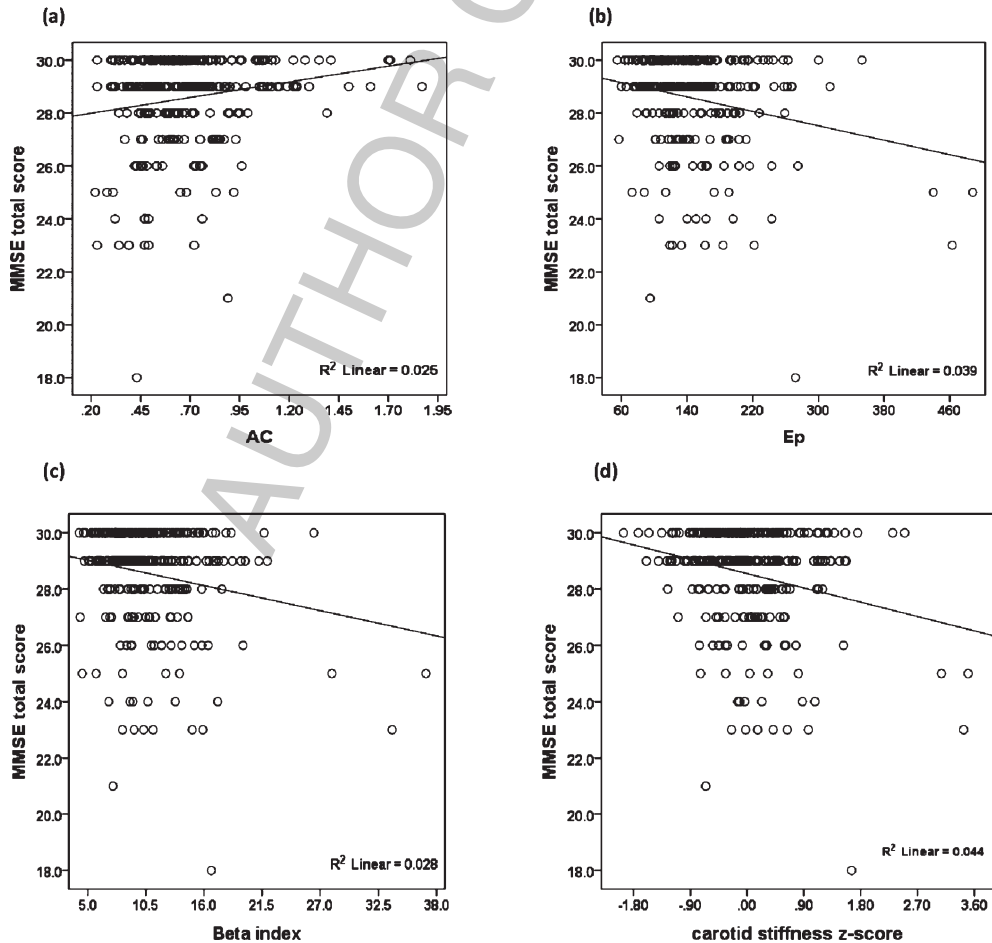 (a)
(b)
MMSE total score
30.0
28.0
26.0
24.0
22.0
20.0
18.0
R² Linear = 0.025
.20 .45 .70 .95 1.20 1.45 1.70 1.95
AC
MMSE total score
30.0
28.0
26.0
24.0
22.0
20.0
18.0
R² Linear = 0.039
60 140 220 300 380 460
Ep
(c)
(d)
MMSE total score
30.0
28.0
26.0
24.0
22.0
20.0
18.0
R² Linear = 0.028
5.0 10.5 16.0 21.5 27.0 32.5 38.0
Beta index
MMSE total score
30.0
28.0
26.0
24.0
22.0
20.0
18.0
R² Linear = 0.044
-1.80 -.90 .00 .90 1.80 2.70 3.60
carotid stiffness z-score
AUTHOR